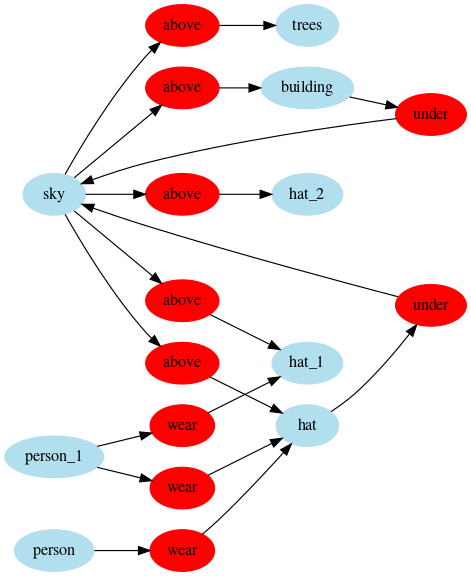 above
trees
above
building
under
sky
above
hat_2
above
under
above
hat_1
wear
hat
person_1
wear
person
wear